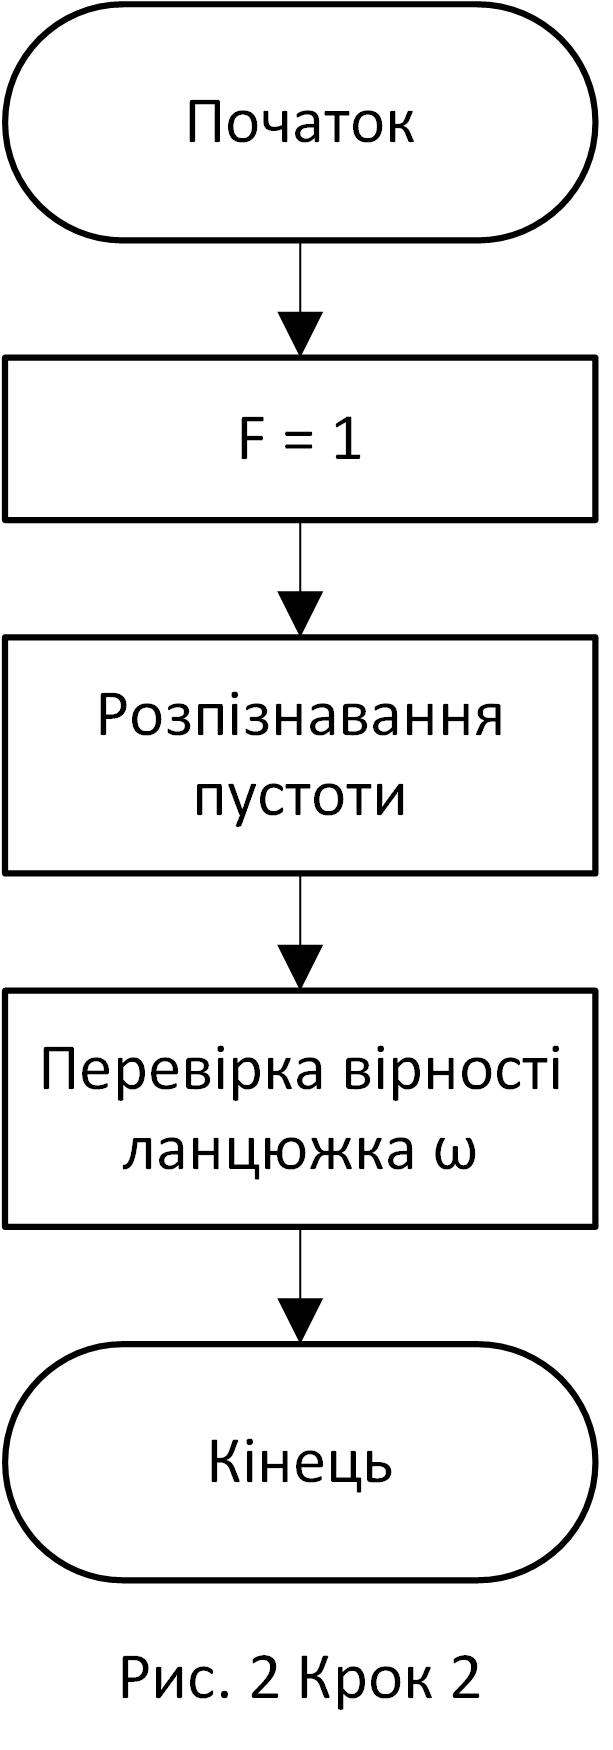 Початок
F = 1
Розпізнавання
пустоти
Перевірка вірності
ланцюжка ω
Кінець
Рис. 2 Крок 2